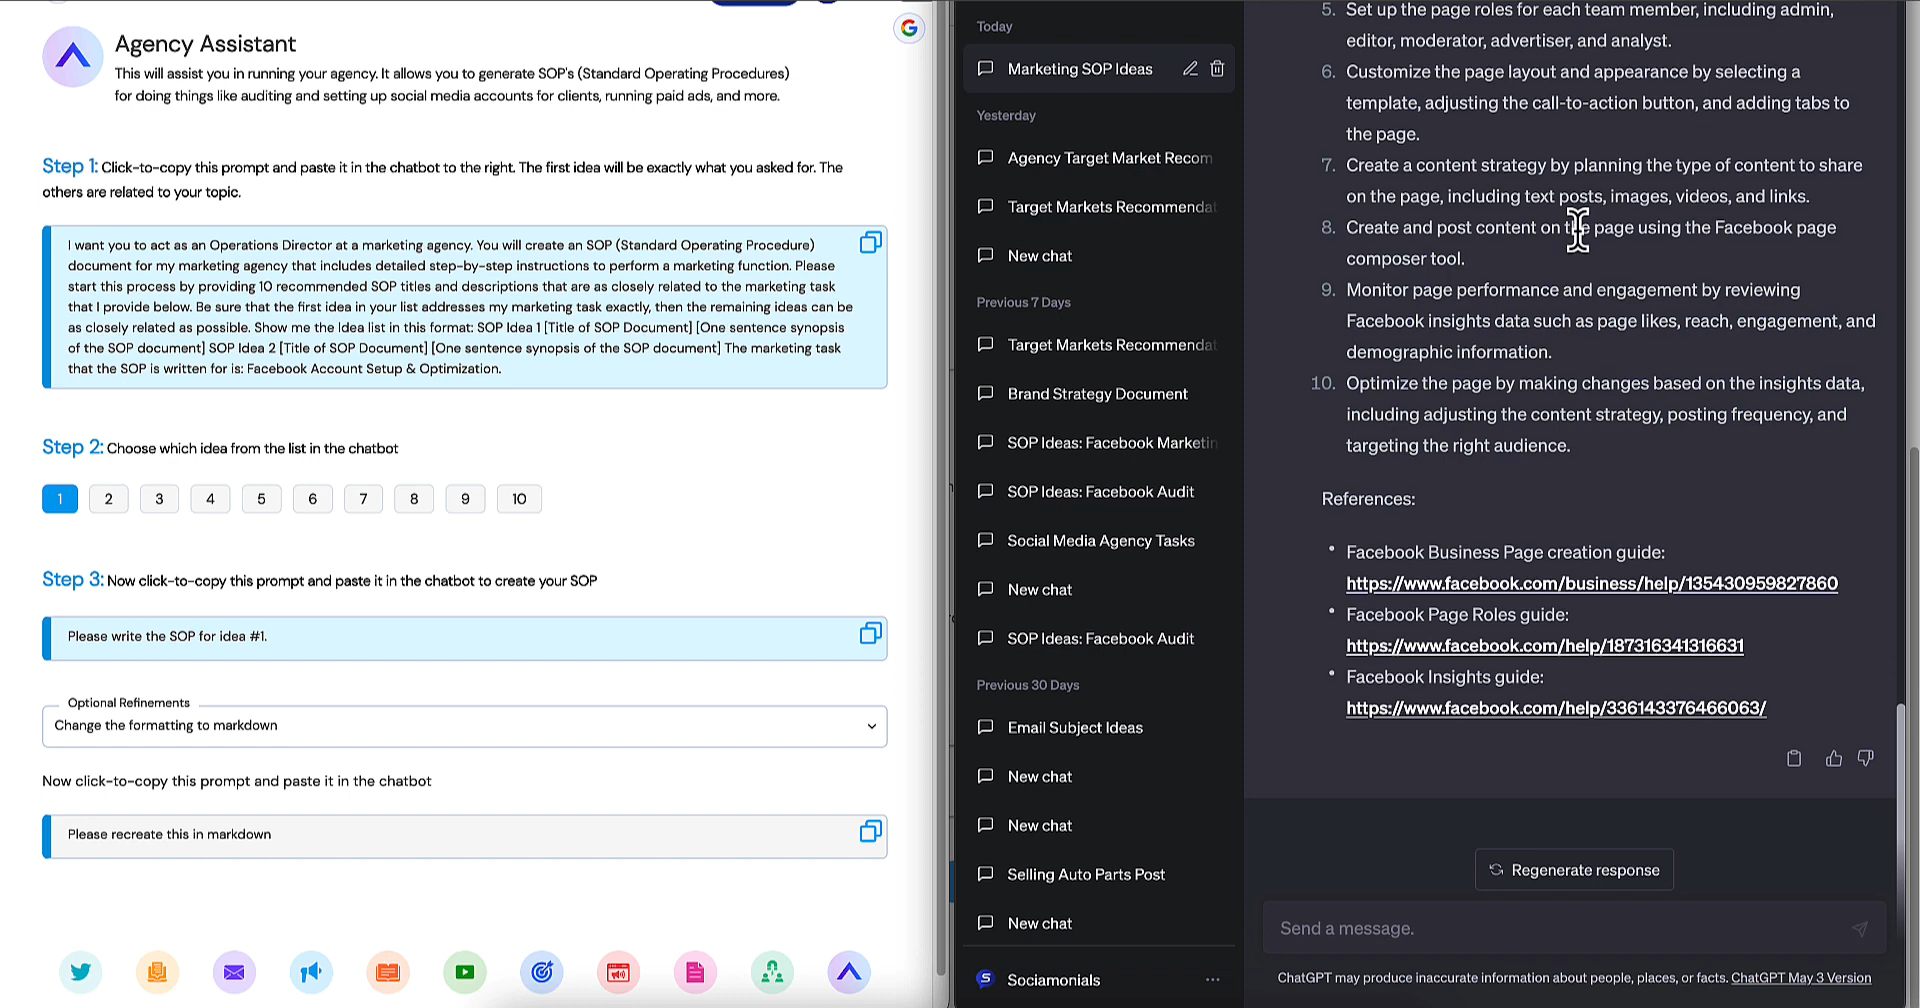 Agency Assistant
This will assist you in running your agency. It allows you to generate SOP's (Standard Operating Procedures)
for doing things like auditing and setting up social media accounts for clients, running paid ads, and more.
Step 1: Click-to-copy this prompt and paste it in the chatbot to the right. The first idea will be exactly what you asked for. The
others are related to your topic.
I want you to act as an Operations Director at a marketing agency. You will create an SOP (Standard Operating Procedure)
document for my marketing agency that includes detailed step-by-step instructions to perform a marketing function. Please
start this process by providing 10 recommended SOP titles and descriptions that are as closely related to the marketing task
that I provide below. Be sure that the first idea in your list addresses my marketing task exactly, then the remaining ideas can be
as closely related as possible. Show me the Idea list in this format: SOP Idea 1 [Title of SOP Document] [One sentence synopsis
of the SOP document] SOP Idea 2 [Title of SOP Document] [One sentence synopsis of the SOP document] The marketing task
that the SOP is written for is: Facebook Account Setup & Optimization.
Step 2: Choose which idea from the list in the chatbot
1 2 3 4 5 6 7 8 9 10
Step 3: Now click-to-copy this prompt and paste it in the chatbot to create your SOP
Please write the SOP for idea #1.
Optional Refinements
Change the formatting to markdown
Now click-to-copy this prompt and paste it in the chatbot
Please recreate this in markdown
Today
Marketing SOP Ideas
Yesterday
Agency Target Market Recom
Target Markets Recommendat
New chat
Previous 7 Days
Target Markets Recommendat
Brand Strategy Document
SOP Ideas: Facebook Marketin
SOP Ideas: Facebook Audit
Social Media Agency Tasks
New chat
SOP Ideas: Facebook Audit
Previous 30 Days
Email Subject Ideas
New chat
New chat
Selling Auto Parts Post
New chat
Sociamonials
5. Set up the page roles for each team member, including admin,
editor, moderator, advertiser, and analyst.
6. Customize the page layout and appearance by selecting a
template, adjusting the call-to-action button, and adding tabs to
the page.
7. Create a content strategy by planning the type of content to share
on the page, including text posts, images, videos, and links.
8. Create and post content on the page using the Facebook page
composer tool.
9. Monitor page performance and engagement by reviewing
Facebook insights data such as page likes, reach, engagement, and
demographic information.
10. Optimize the page by making changes based on the insights data,
including adjusting the content strategy, posting frequency, and
targeting the right audience.
References:
• Facebook Business Page creation guide:
https://www.facebook.com/business/help/135430959827860
• Facebook Page Roles guide:
https://www.facebook.com/help/187316341316631
• Facebook Insights guide:
https://www.facebook.com/help/336143376466063/
Regenerate response
Send a message.
ChatGPT may produce inaccurate information about people, places, or facts. ChatGPT May 3 Version